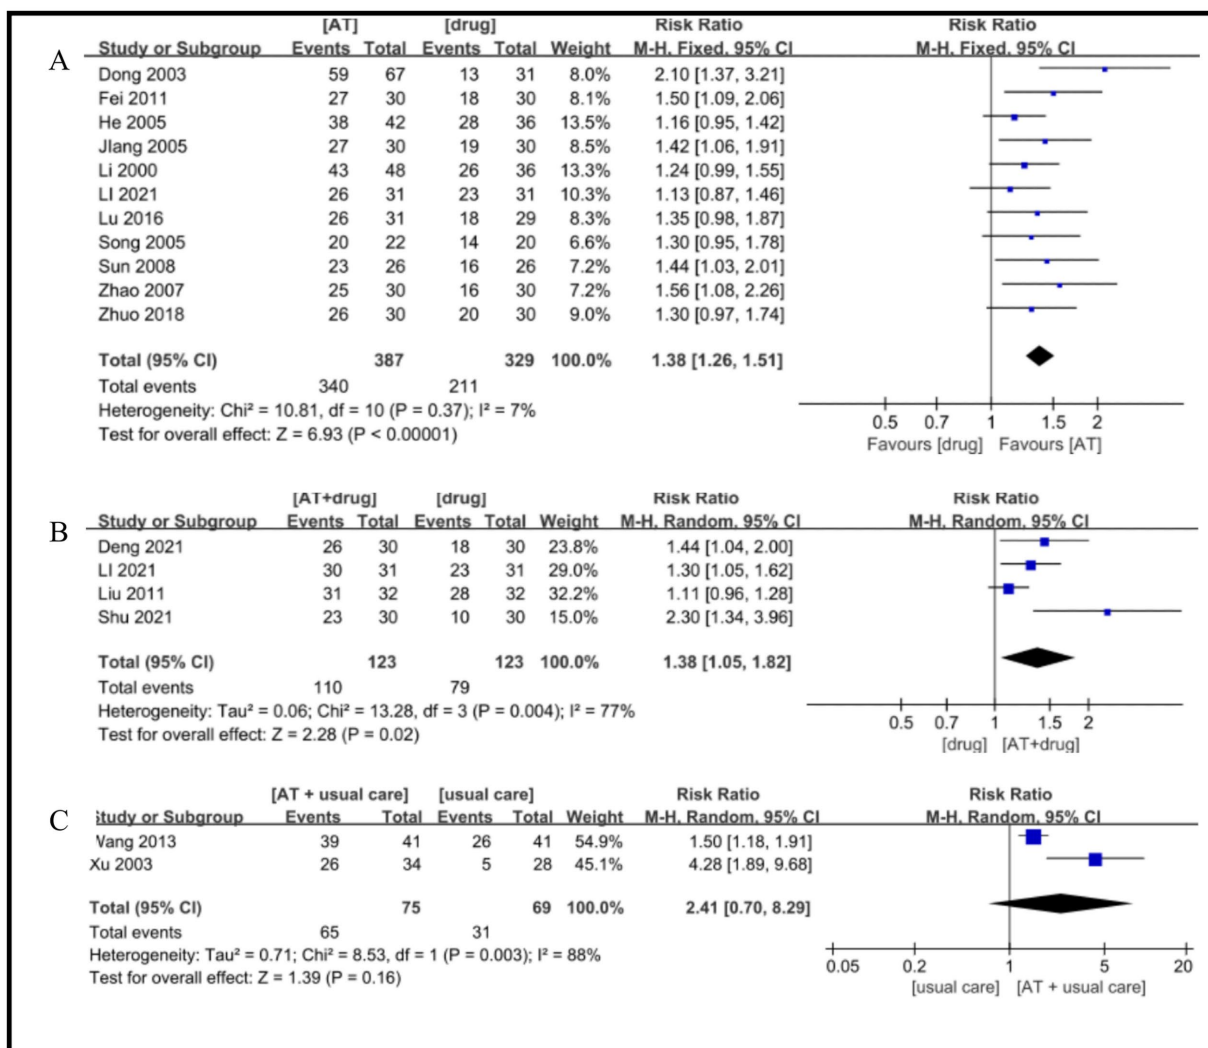 A
[AT] [drug] Risk Ratio Risk Ratio
Study or Subgroup Events Total Events Total Weight M-H, Fixed, 95% CI M-H, Fixed, 95% CI
Dong 2003 59 67 13 31 8.0% 2.10 [1.37, 3.21]
Fei 2011 27 30 18 30 8.1% 1.50 [1.09, 2.06]
He 2005 38 42 28 36 13.5% 1.16 [0.95, 1.42]
JIang 2005 27 30 19 30 8.5% 1.42 [1.06, 1.91]
Li 2000 43 48 26 36 13.3% 1.24 [0.99, 1.55]
LI 2021 26 31 23 31 10.3% 1.13 [0.87, 1.46]
Lu 2016 26 31 18 29 8.3% 1.35 [0.98, 1.87]
Song 2005 20 22 14 20 6.6% 1.30 [0.95, 1.78]
Sun 2008 23 26 16 26 7.2% 1.44 [1.03, 2.01]
Zhao 2007 25 30 16 30 7.2% 1.56 [1.08, 2.26]
Zhuo 2018 26 30 20 30 9.0% 1.30 [0.97, 1.74]
Total (95% CI) 387 329 100.0% 1.38 [1.26, 1.51]
Total events 340 211
Heterogeneity: Chi² = 10.81, df = 10 (P = 0.37); I² = 7%
Test for overall effect: Z = 6.93 (P < 0.00001)
0.5 0.7 1 1.5 2
Favours [drug] Favours [AT]
B
[AT+drug] [drug] Risk Ratio Risk Ratio
Study or Subgroup Events Total Events Total Weight M-H, Random, 95% CI M-H, Random, 95% CI
Deng 2021 26 30 18 30 23.8% 1.44 [1.04, 2.00]
LI 2021 30 31 23 31 29.0% 1.30 [1.05, 1.62]
Liu 2011 31 32 28 32 32.2% 1.11 [0.96, 1.28]
Shu 2021 23 30 10 30 15.0% 2.30 [1.34, 3.96]
Total (95% CI) 123 123 100.0% 1.38 [1.05, 1.82]
Total events 110 79
Heterogeneity: Tau² = 0.06; Chi² = 13.28, df = 3 (P = 0.004); I² = 77%
Test for overall effect: Z = 2.28 (P = 0.02)
0.5 0.7 1 1.5 2
[drug] [AT+drug]
C
[AT + usual care] [usual care] Risk Ratio Risk Ratio
Study or Subgroup Events Total Events Total Weight M-H, Random, 95% CI M-H, Random, 95% CI
Wang 2013 39 41 26 41 54.9% 1.50 [1.18, 1.91]
Xu 2003 26 34 5 28 45.1% 4.28 [1.89, 9.68]
Total (95% CI) 75 69 100.0% 2.41 [0.70, 8.29]
Total events 65 31
Heterogeneity: Tau² = 0.71; Chi² = 8.53, df = 1 (P = 0.003); I² = 88%
Test for overall effect: Z = 1.39 (P = 0.16)
0.05 0.2 1 5 20
[usual care] [AT + usual care]